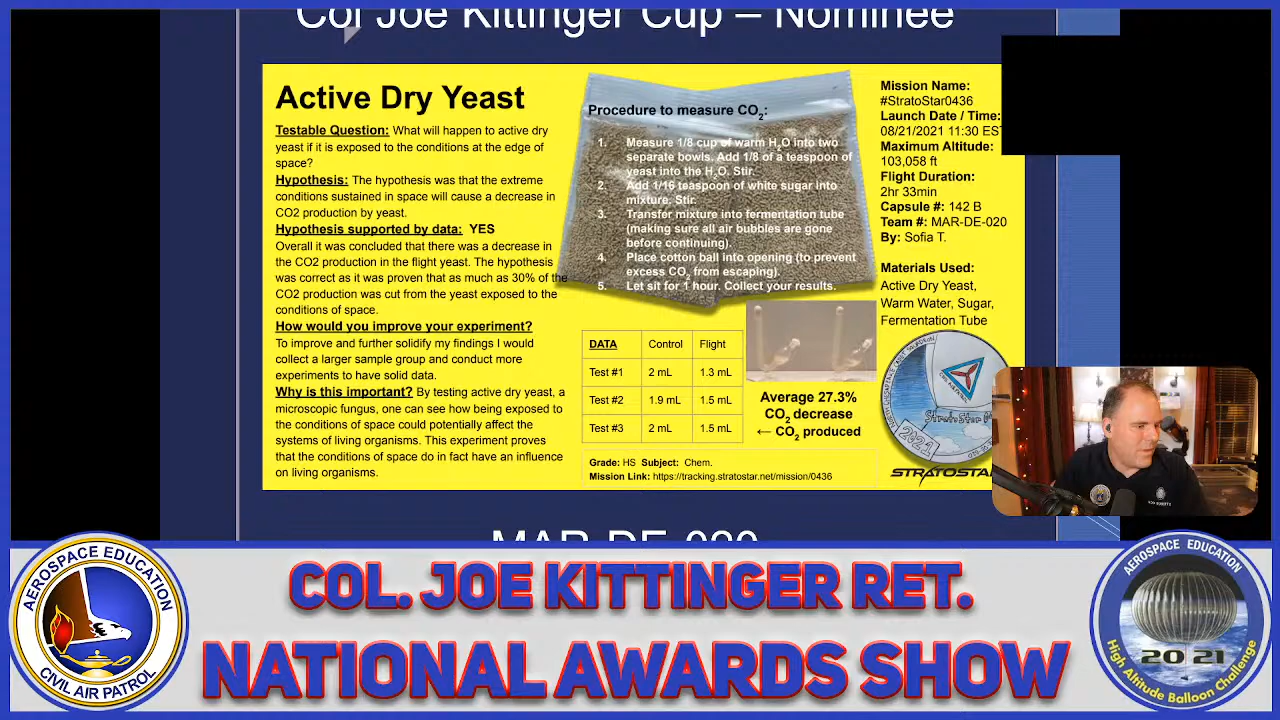 Col Joe Kittinger Cup – Nominee
Active Dry Yeast
Testable Question: What will happen to active dry
yeast if it is exposed to the conditions at the edge of
space?
Hypothesis: The hypothesis was that the extreme
conditions sustained in space will cause a decrease in
CO2 production by yeast.
Hypothesis supported by data: YES
Overall it was concluded that there was a decrease in
the CO2 production in the flight yeast. The hypothesis
was correct as it was proven that as much as 30% of the
CO2 production was cut from the yeast exposed to the
conditions of space.
How would you improve your experiment?
To improve and further solidify my findings I would
collect a larger sample group and conduct more
experiments to have solid data.
Why is this important? By testing active dry yeast, a
microscopic fungus, one can see how being exposed to
the conditions of space could potentially affect the
systems of living organisms. This experiment proves
that the conditions of space do in fact have an influence
on living organisms.
Procedure to measure CO2:
1. Measure 1/8 cup of warm H2O into two
separate bowls. Add 1/8 of a teaspoon of
yeast into the H2O. Stir.
2. Add 1/16 teaspoon of white sugar into
mixture. Stir.
3. Transfer mixture into fermentation tube
(making sure all air bubbles are gone
before continuing).
4. Place cotton ball into opening (to prevent
excess CO2 from escaping).
5. Let sit for 1 hour. Collect your results.
DATA Control Flight
Test #1 2 mL 1.3 mL
Test #2 1.9 mL 1.5 mL
Test #3 2 mL 1.5 mL
Average 27.3%
CO2 decrease
← CO2 produced
Grade: HS Subject: Chem.
Mission Link: https://tracking.stratostar.net/mission/0436
Mission Name:
#StratoStar0436
Launch Date / Time:
08/21/2021 11:30 EST
Maximum Altitude:
103,058 ft
Flight Duration:
2hr 33min
Capsule #: 142 B
Team #: MAR-DE-020
By: Sofia T.
Materials Used:
Active Dry Yeast,
Warm Water, Sugar,
Fermentation Tube
2021
STRATOSTAR
MAR-DE-020
AEROSPACE EDUCATION
CIVIL AIR PATROL
COL. JOE KITTINGER RET.
NATIONAL AWARDS SHOW
AEROSPACE EDUCATION
20 21
High Altitude Balloon Challenge